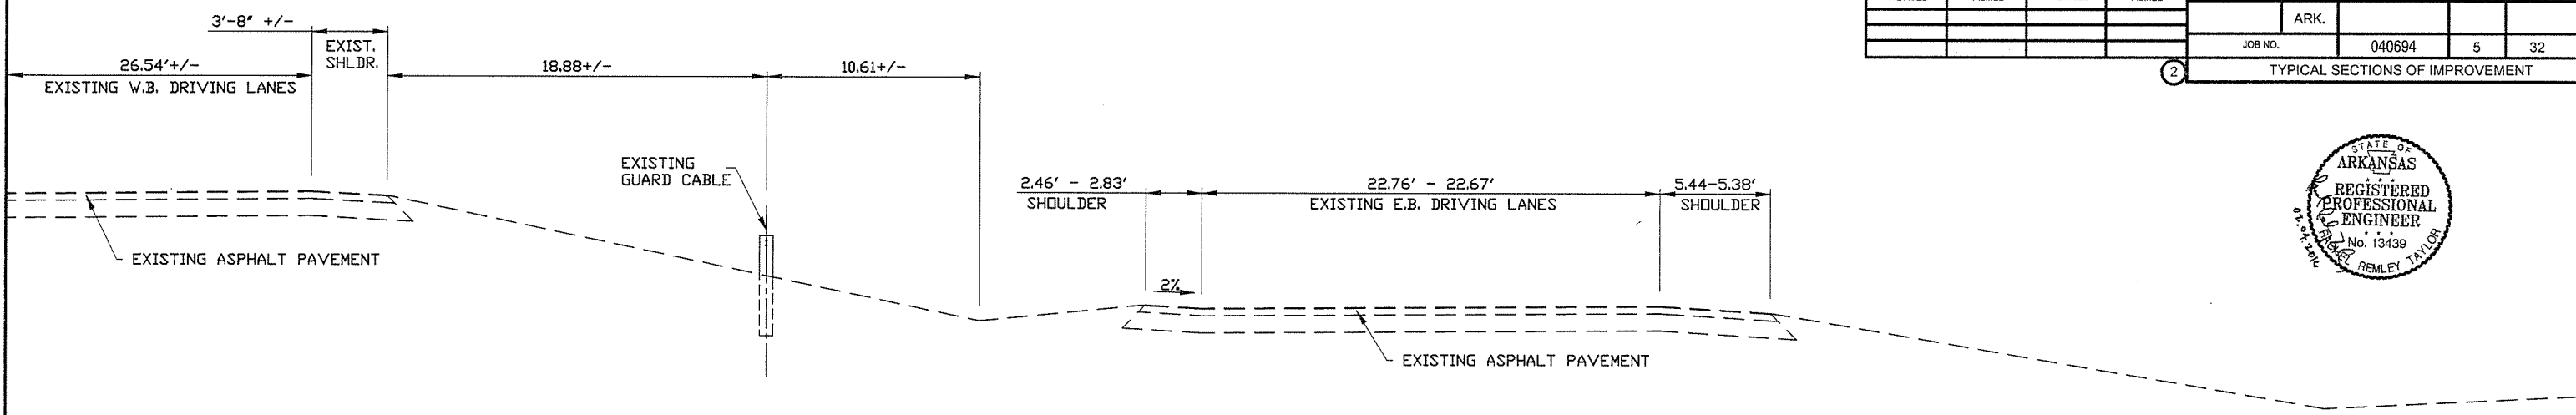 ARK.
JOB NO. 040694 5 32
2 TYPICAL SECTIONS OF IMPROVEMENT
3'-8" +/-
EXIST.
SHLDR.
26.54'+/-
EXISTING W.B. DRIVING LANES
18.88+/-
10.61+/-
EXISTING
GUARD CABLE
EXISTING ASPHALT PAVEMENT
2.46' - 2.83'
SHOULDER
22.76' - 22.67'
EXISTING E.B. DRIVING LANES
5.44-5.38'
SHOULDER
2%
EXISTING ASPHALT PAVEMENT
STATE OF
ARKANSAS
* * *
REGISTERED
PROFESSIONAL
ENGINEER
* * *
No. 13439
RACHEL REMLEY TAYLOR